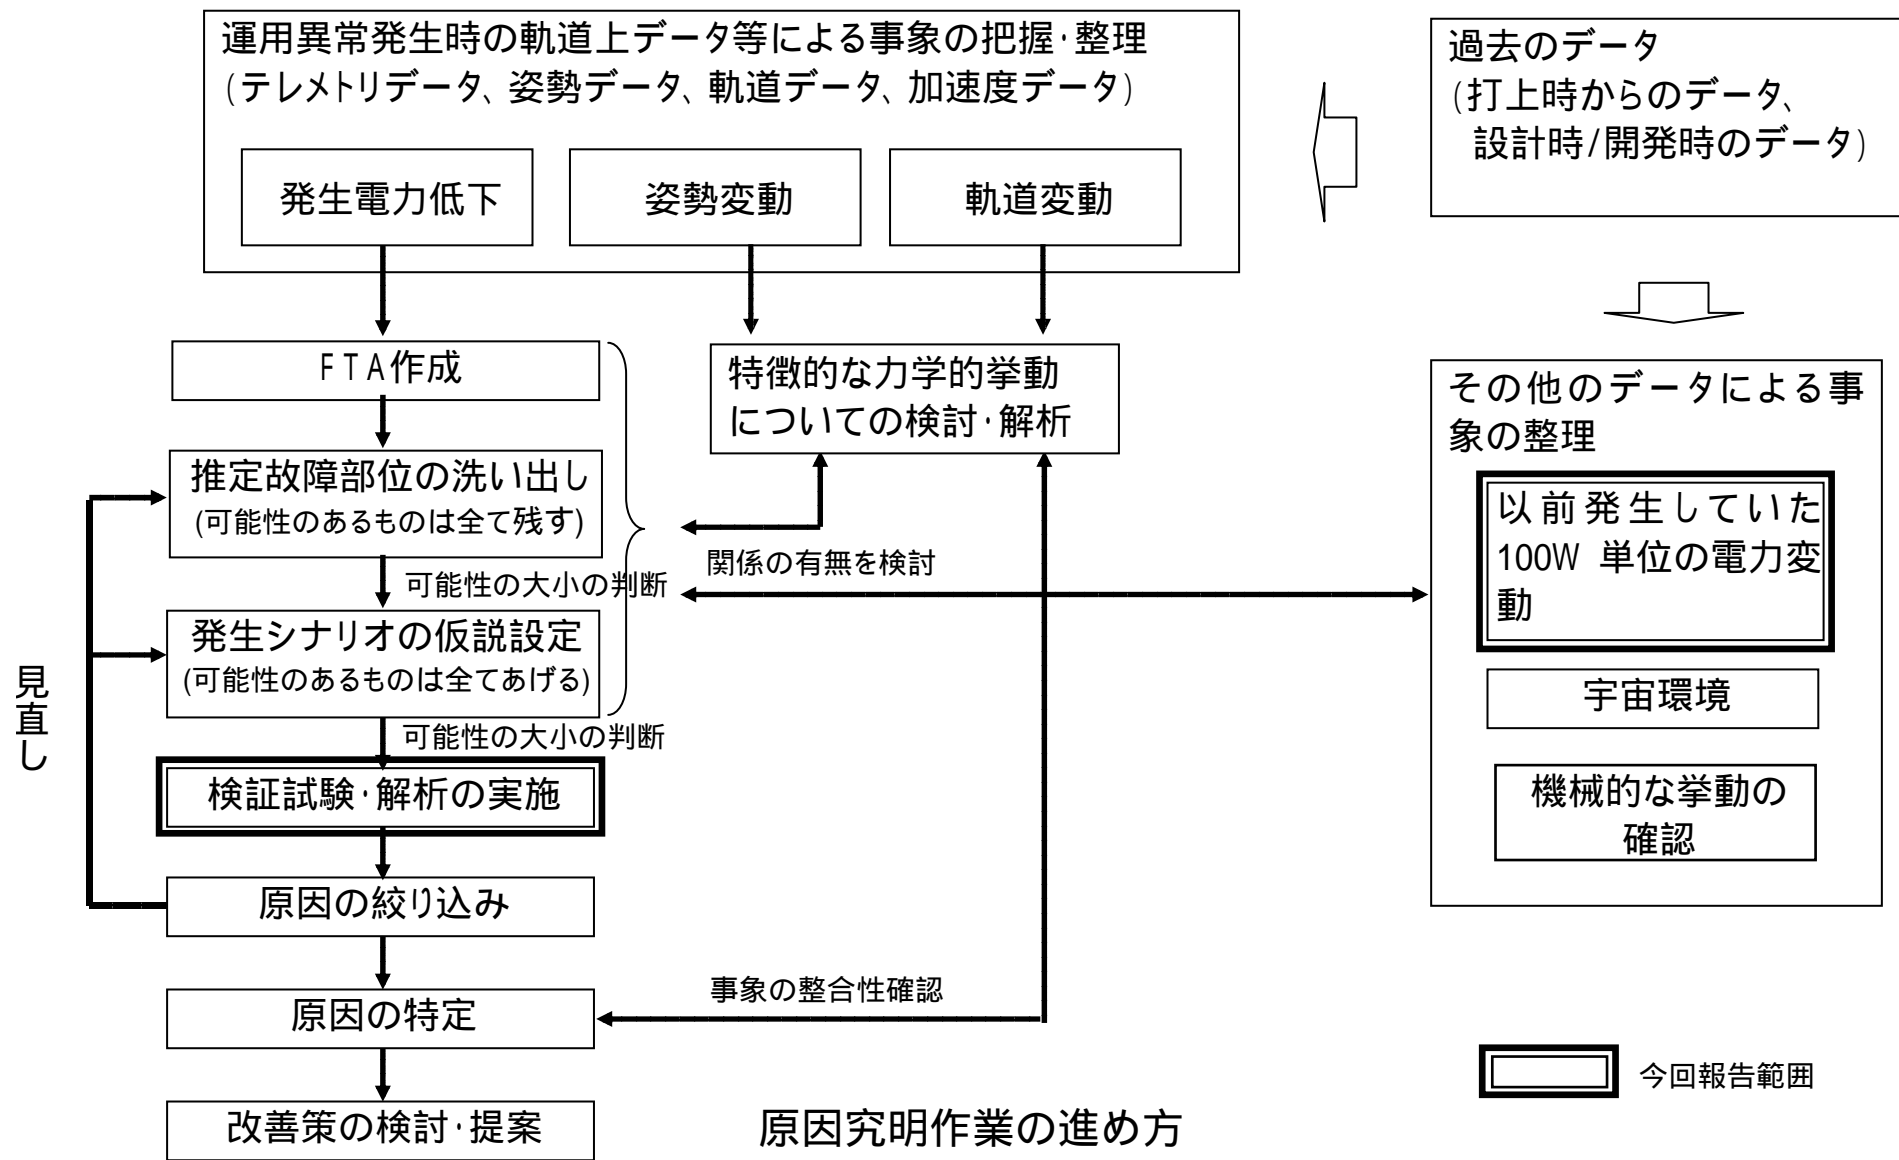 運用異常発生時の軌道上データ等による事象の把握・整理
(テレメトリデータ、姿勢データ、軌道データ、加速度データ)
発生電力低下
姿勢変動
軌道変動
過去のデータ
(打上時からのデータ、
設計時/開発時のデータ)
FTA作成
特徴的な力学的挙動
についての検討・解析
その他のデータによる事
象の整理
推定故障部位の洗い出し
(可能性のあるものは全て残す)
以前発生していた
100W 単位の電力変
動
関係の有無を検討
可能性の大小の判断
発生シナリオの仮説設定
(可能性のあるものは全てあげる)
宇宙環境
見直し
可能性の大小の判断
検証試験・解析の実施
機械的な挙動の
確認
原因の絞り込み
事象の整合性確認
原因の特定
今回報告範囲
改善策の検討・提案
原因究明作業の進め方